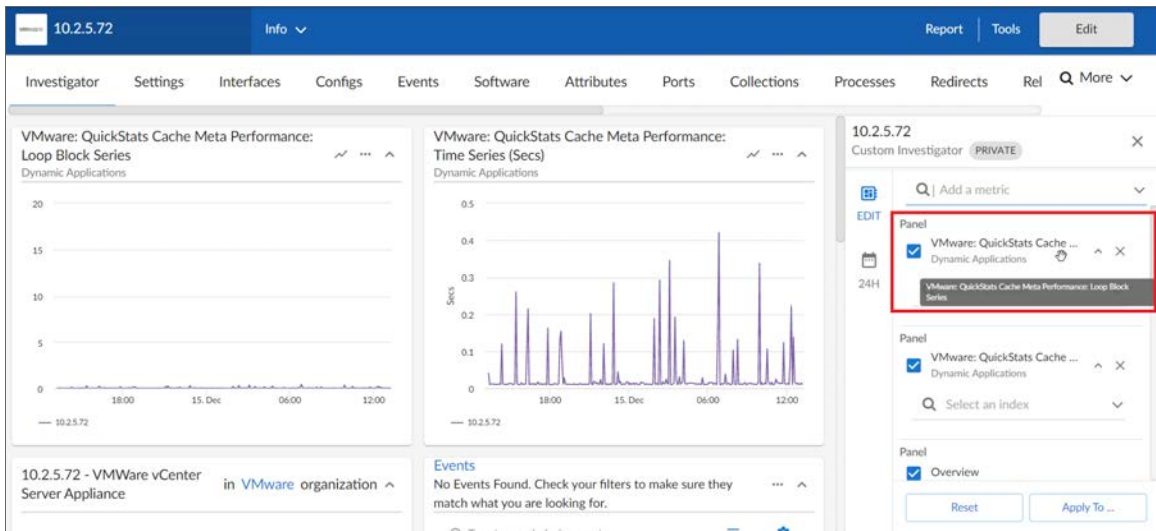 10.2.5.72
Info
Report
Tools
Edit
Investigator
Settings
Interfaces
Configs
Events
Software
Attributes
Ports
Collections
Processes
Redirects
Rel
More
VMware: QuickStats Cache Meta Performance:
Loop Block Series
Dynamic Applications
20
15
10
5
0
18:00
15. Dec
06:00
12:00
10.2.5.72
VMware: QuickStats Cache Meta Performance:
Time Series (Secs)
Dynamic Applications
Secs
0.5
0.4
0.3
0.2
0.1
0
18:00
15. Dec
06:00
12:00
10.2.5.72
10.2.5.72 - VMWare vCenter
Server Appliance
in VMware organization
Events
No Events Found. Check your filters to make sure they
match what you are looking for.
10.2.5.72
Custom Investigator PRIVATE
EDIT
24H
Add a metric
Panel
VMware: QuickStats Cache ...
Dynamic Applications
VMware: QuickStats Cache Meta Performance: Loop Block
Series
Panel
VMware: QuickStats Cache ...
Dynamic Applications
Select an index
Panel
Overview
Reset
Apply To ...